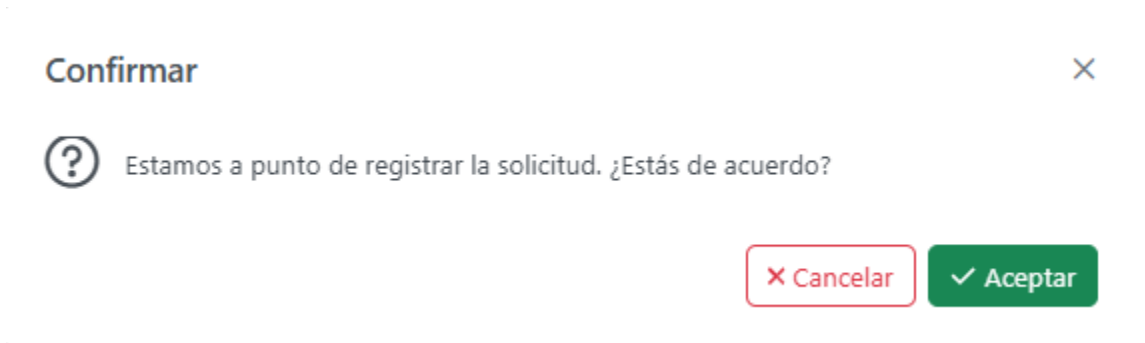 Confirmar
Estamos a punto de registrar la solicitud. ¿Estás de acuerdo?
Cancelar
Aceptar